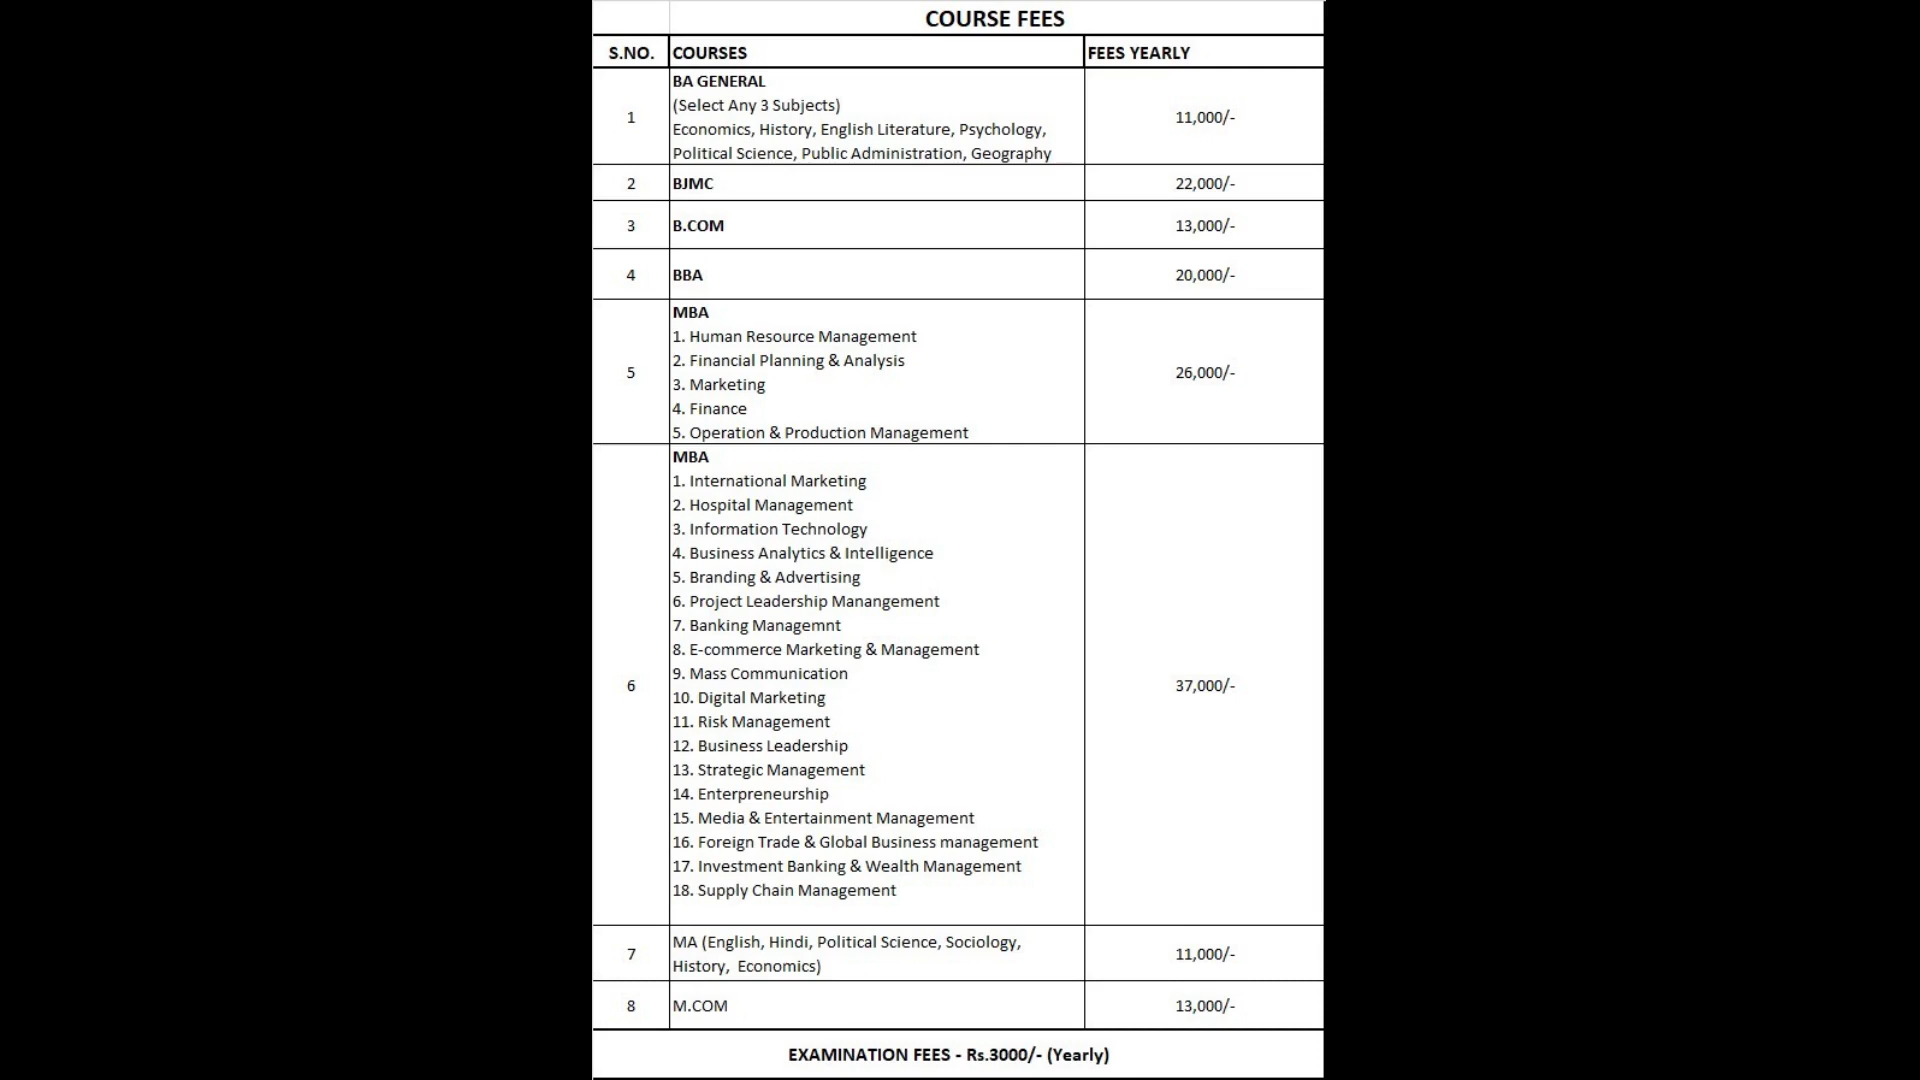 COURSE FEES
S.NO. COURSES FEES YEARLY
BA GENERAL
(Select Any 3 Subjects)
1 11,000/-
Economics, History, English Literature, Psychology,
Political Science, Public Administration, Geography
2 BJMC 22,000/-
3 B.COM 13,000/-
4 BBA 20,000/-
MBA
1. Human Resource Management
2. Financial Planning & Analysis
5 26,000/-
3. Marketing
4. Finance
5. Operation & Production Management
MBA
1. International Marketing
2. Hospital Management
3. Information Technology
4. Business Analytics & Intelligence
5. Branding & Advertising
6. Project Leadership Manangement
7. Banking Managemnt
8. E-commerce Marketing & Management
9. Mass Communication
6 37,000/-
10. Digital Marketing
11. Risk Management
12. Business Leadership
13. Strategic Management
14. Enterpreneurship
15. Media & Entertainment Management
16. Foreign Trade & Global Business management
17. Investment Banking & Wealth Management
18. Supply Chain Management
MA (English, Hindi, Political Science, Sociology,
7 11,000/-
History, Economics)
8 M.COM 13,000/-
EXAMINATION FEES - Rs.3000/- (Yearly)